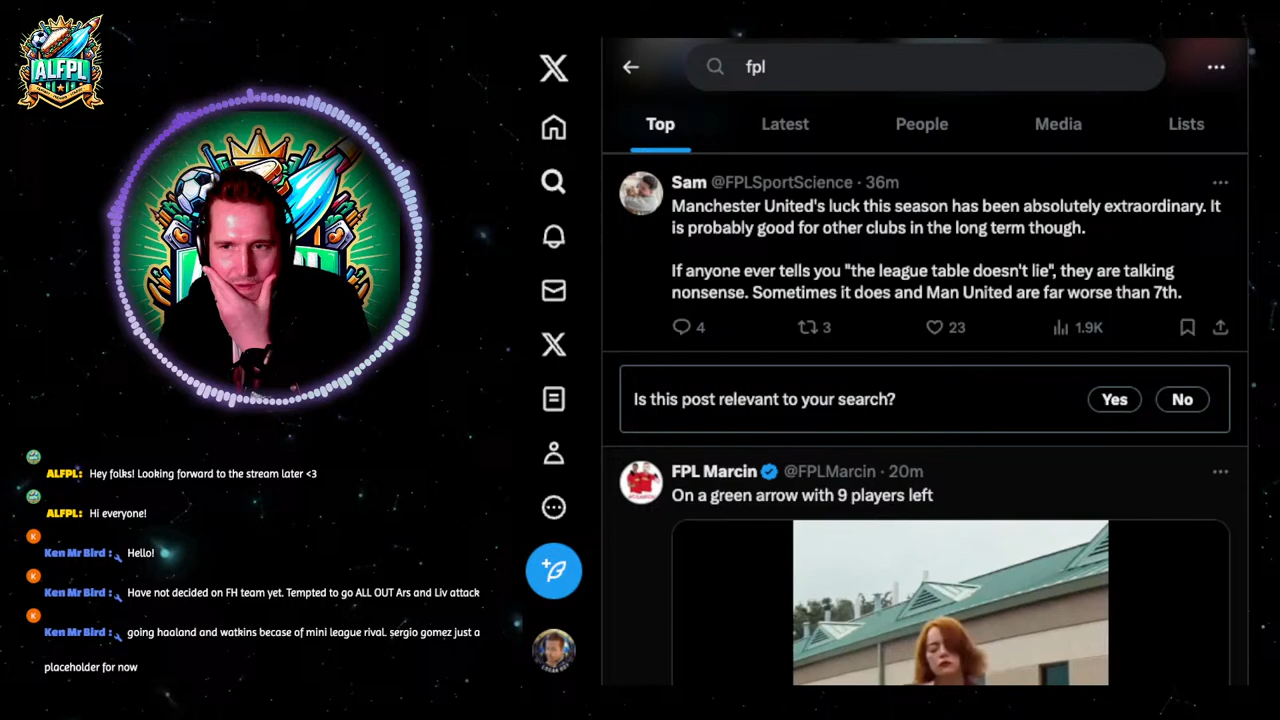 ALFPL
fpl
Top
Latest
People
Media
Lists
Sam @FPLSportScience · 36m
Manchester United's luck this season has been absolutely extraordinary. It
is probably good for other clubs in the long term though.
If anyone ever tells you "the league table doesn't lie", they are talking
nonsense. Sometimes it does and Man United are far worse than 7th.
4
3
23
1.9K
Is this post relevant to your search?
Yes
No
FPL Marcin @FPLMarcin · 20m
On a green arrow with 9 players left
ALFPL: Hey folks! Looking forward to the stream later <3
ALFPL: Hi everyone!
K
Ken Mr Bird : Hello!
K
Ken Mr Bird : Have not decided on FH team yet. Tempted to go ALL OUT Ars and Liv attack
K
Ken Mr Bird : going haaland and watkins becase of mini league rival. sergio gomez just a
placeholder for now